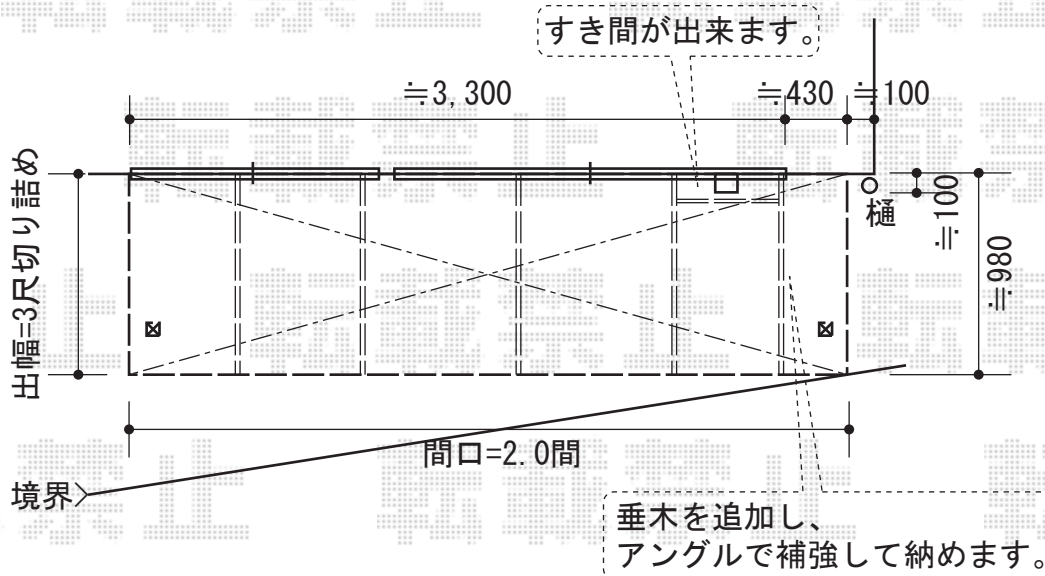 すき間が出来ます。
≒3,300
≒430
≒100
出幅=3尺切り詰め
樋
≒100
≒980
間口=2.0間
境界
垂木を追加し、
アングルで補強して納めます。